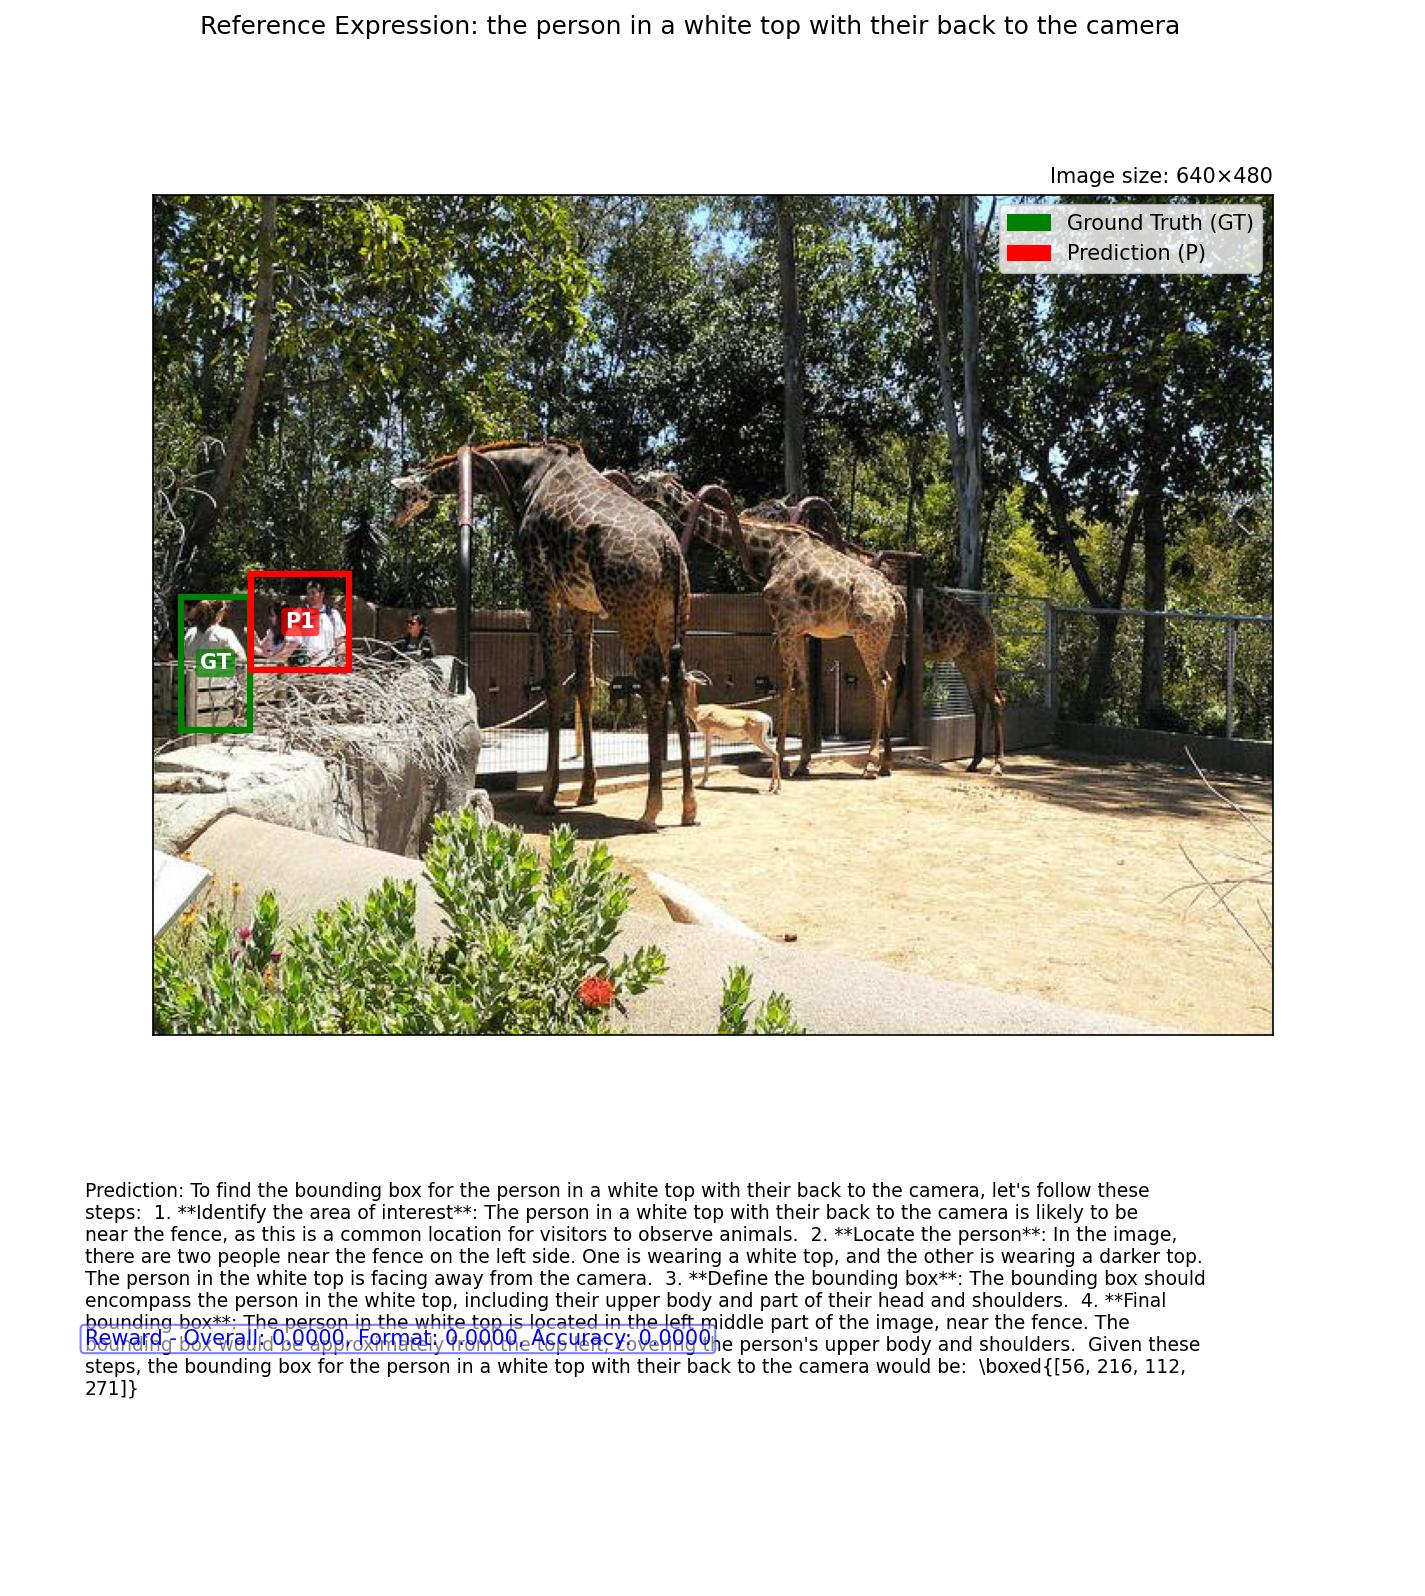 Reference Expression: the person in a white top with their back to the camera
Image size: 640×480
Ground Truth (GT)
Prediction (P)
P1
GT
Prediction: To find the bounding box for the person in a white top with their back to the camera, let's follow these
steps:  1. **Identify the area of interest**: The person in a white top with their back to the camera is likely to be
near the fence, as this is a common location for visitors to observe animals.  2. **Locate the person**: In the image,
there are two people near the fence on the left side. One is wearing a white top, and the other is wearing a darker top.
The person in the white top is facing away from the camera.  3. **Define the bounding box**: The bounding box should
encompass the person in the white top, including their upper body and part of their head and shoulders.  4. **Final
bounding box**: The person in the white top is located in the left middle part of the image, near the fence. The
Reward - Overall: 0.0000, Format: 0.0000, Accuracy: 0.0000
bounding box would be approximately from the top left, covering the person's upper body and shoulders.  Given these
steps, the bounding box for the person in a white top with their back to the camera would be:  \boxed{[56, 216, 112,
271]}